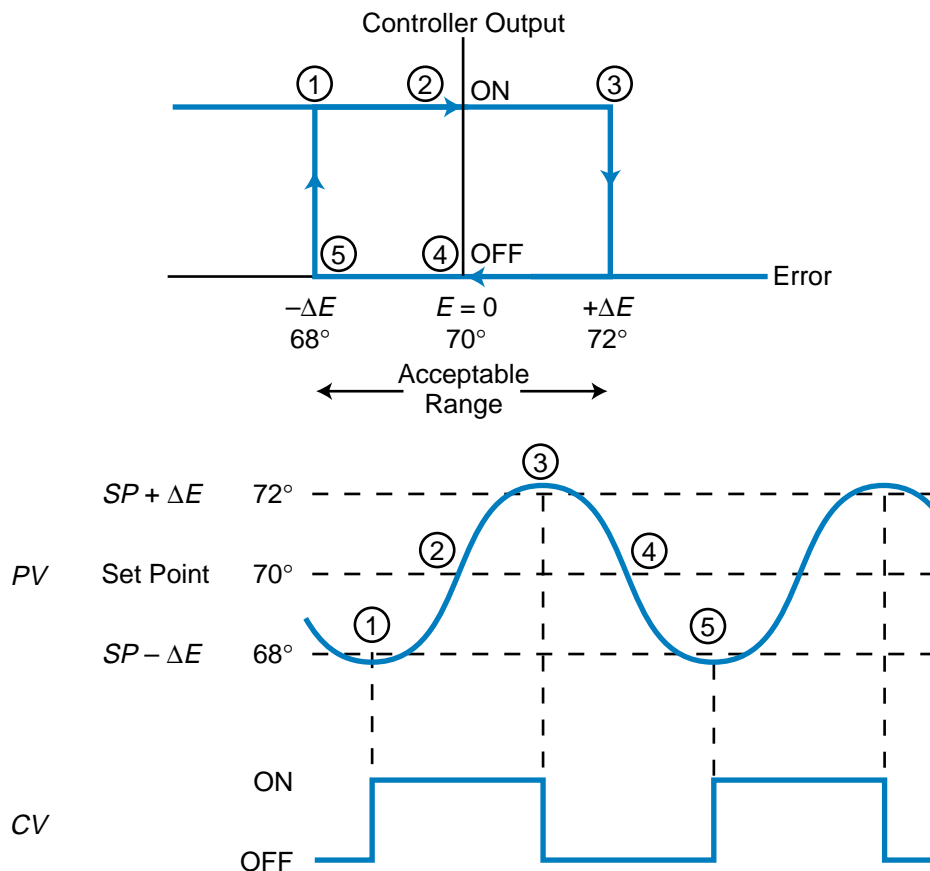 Controller Output
① ② ON ③
⑤ ④ OFF
Error
–ΔE E = 0 +ΔE
68° 70° 72°
Acceptable
Range
③
SP + ΔE 72°
② ④
PV Set Point 70°
① ⑤
SP – ΔE 68°
ON
CV
OFF